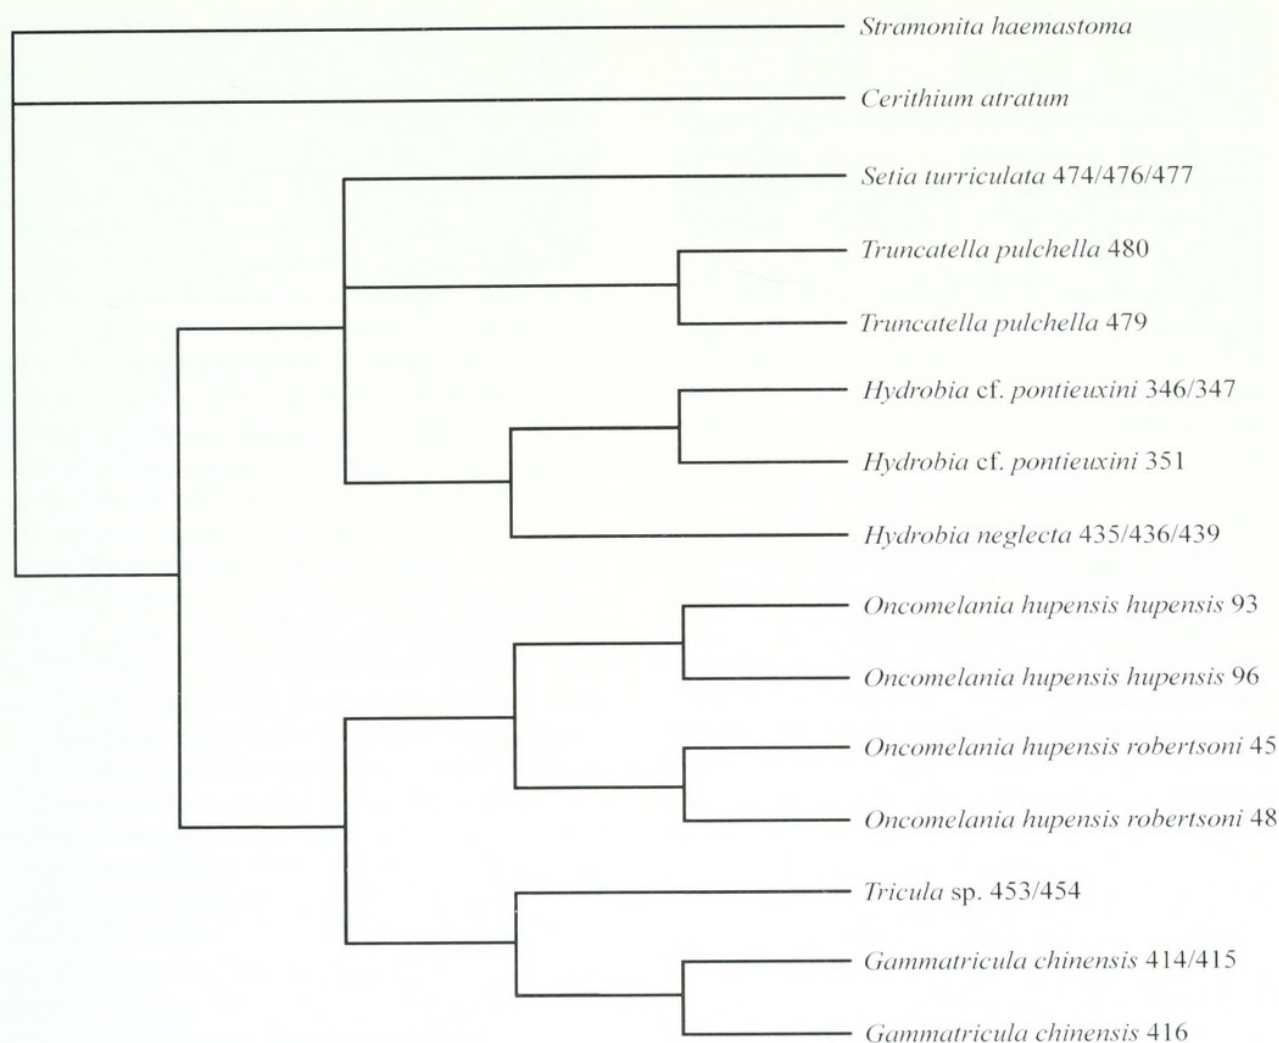 Stramonita haemastoma
Cerithium atratum
Setia turriculata 474/476/477
Truncatella pulchella 480
Truncatella pulchella 479
Hydrobia cf. pontieuxini 346/347
Hydrobia cf. pontieuxini 351
Hydrobia neglecta 435/436/439
Oncomelania hupensis hupensis 93
Oncomelania hupensis hupensis 96
Oncomelania hupensis robertsoni 45
Oncomelania hupensis robertsoni 48
Tricula sp. 453/454
Gammatricula chinensis 414/415
Gammatricula chinensis 416